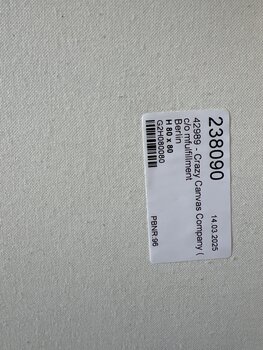 238090
14.03.2025
42989 - Crazy Canvas Company (
c/o mfulfillment
Berlin
H 80 x 80
G2H080080
PBNR.96